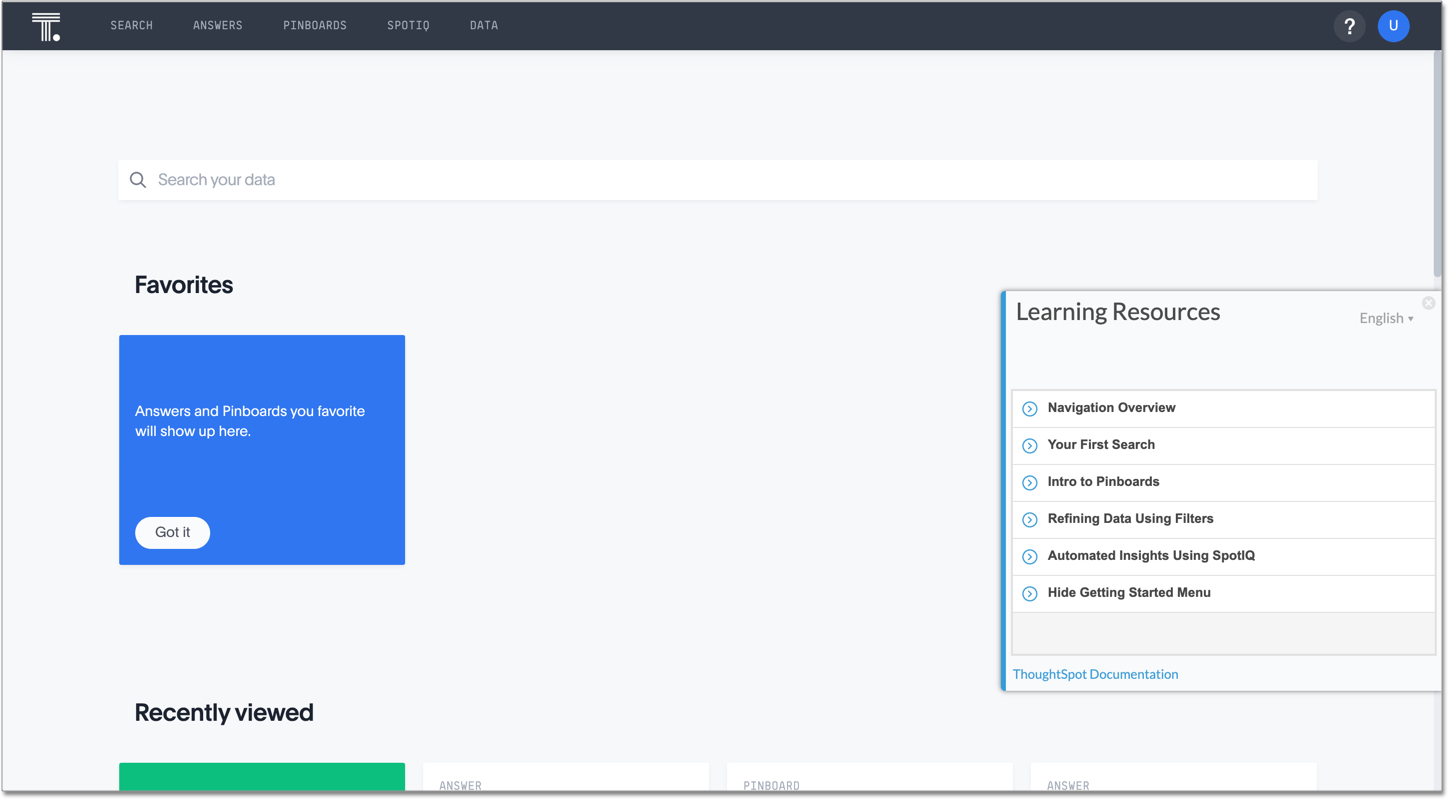 SEARCH ANSWERS PINBOARDS SPOTIQ DATA ? U
Search your data
Favorites
Answers and Pinboards you favorite
will show up here.
Got it
Learning Resources
English
Navigation Overview
Your First Search
Intro to Pinboards
Refining Data Using Filters
Automated Insights Using SpotIQ
Hide Getting Started Menu
ThoughtSpot Documentation
Recently viewed
ANSWER PINBOARD ANSWER